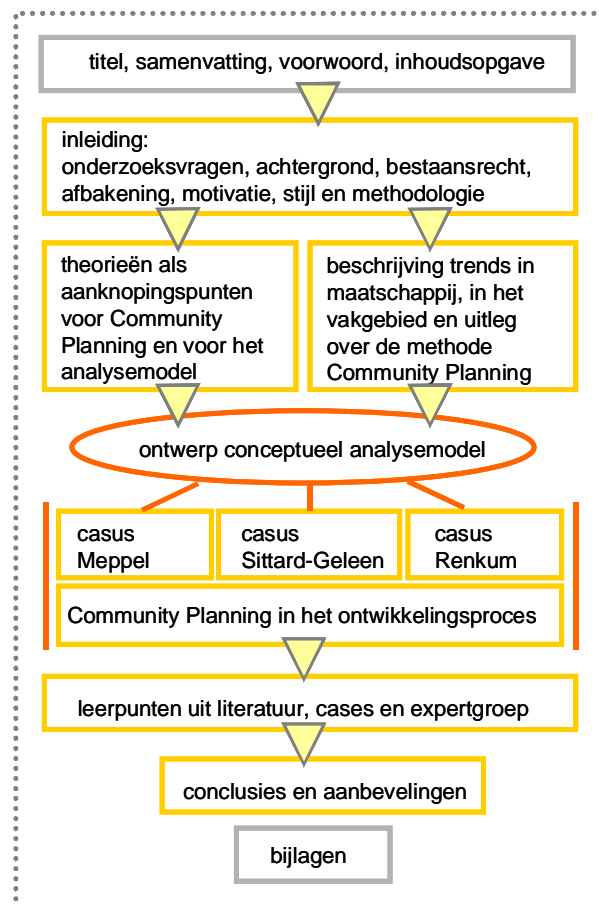 titel, samenvatting, voorwoord, inhoudsopgave
inleiding:
onderzoeksvragen, achtergrond, bestaansrecht,
afbakening, motivatie, stijl en methodologie
theorieën als
aanknopingspunten
voor Community
Planning en voor het
analysemodel
beschrijving trends in
maatschappij, in het
vakgebied en uitleg
over de methode
Community Planning
ontwerp conceptueel analysemodel
casus
Meppel
casus
Sittard-Geleen
casus
Renkum
Community Planning in het ontwikkelingsproces
leerpunten uit literatuur, cases en expertgroep
conclusies en aanbevelingen
bijlagen